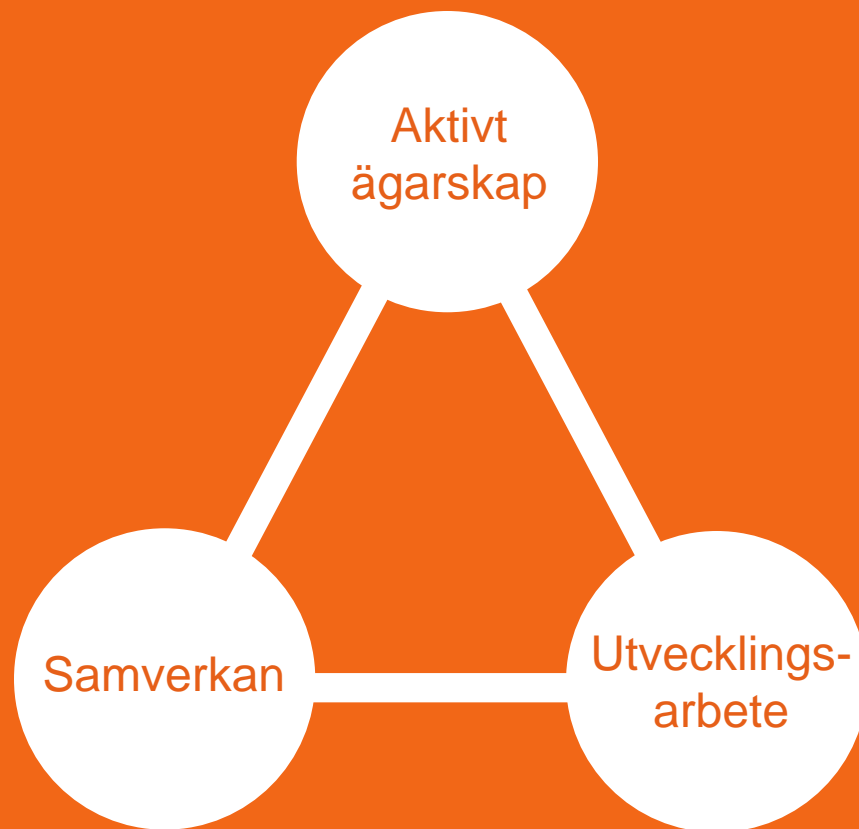 Aktivt
ägarskap
Samverkan
Utvecklings-
arbete